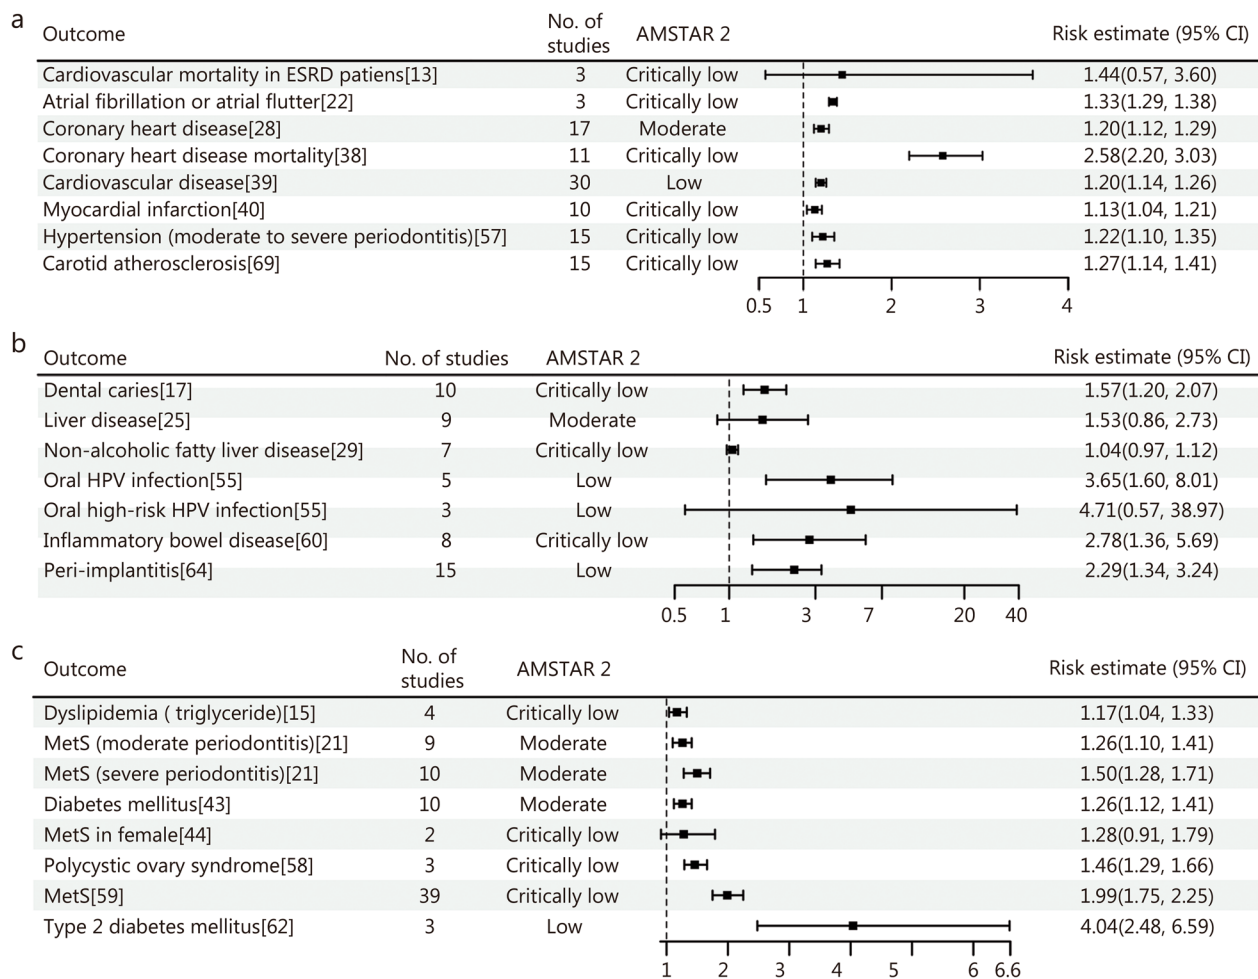 a
Outcome No. of studies AMSTAR 2 Risk estimate (95% CI)
Cardiovascular mortality in ESRD patiens[13] 3 Critically low 1.44(0.57, 3.60)
Atrial fibrillation or atrial flutter[22] 3 Critically low 1.33(1.29, 1.38)
Coronary heart disease[28] 17 Moderate 1.20(1.12, 1.29)
Coronary heart disease mortality[38] 11 Critically low 2.58(2.20, 3.03)
Cardiovascular disease[39] 30 Low 1.20(1.14, 1.26)
Myocardial infarction[40] 10 Critically low 1.13(1.04, 1.21)
Hypertension (moderate to severe periodontitis)[57] 15 Critically low 1.22(1.10, 1.35)
Carotid atherosclerosis[69] 15 Critically low 1.27(1.14, 1.41)
0.5 1 2 3 4
b
Outcome No. of studies AMSTAR 2 Risk estimate (95% CI)
Dental caries[17] 10 Critically low 1.57(1.20, 2.07)
Liver disease[25] 9 Moderate 1.53(0.86, 2.73)
Non-alcoholic fatty liver disease[29] 7 Critically low 1.04(0.97, 1.12)
Oral HPV infection[55] 5 Low 3.65(1.60, 8.01)
Oral high-risk HPV infection[55] 3 Low 4.71(0.57, 38.97)
Inflammatory bowel disease[60] 8 Critically low 2.78(1.36, 5.69)
Peri-implantitis[64] 15 Low 2.29(1.34, 3.24)
0.5 1 3 7 20 40
c
Outcome No. of studies AMSTAR 2 Risk estimate (95% CI)
Dyslipidemia ( triglyceride)[15] 4 Critically low 1.17(1.04, 1.33)
MetS (moderate periodontitis)[21] 9 Moderate 1.26(1.10, 1.41)
MetS (severe periodontitis)[21] 10 Moderate 1.50(1.28, 1.71)
Diabetes mellitus[43] 10 Moderate 1.26(1.12, 1.41)
MetS in female[44] 2 Critically low 1.28(0.91, 1.79)
Polycystic ovary syndrome[58] 3 Critically low 1.46(1.29, 1.66)
MetS[59] 39 Critically low 1.99(1.75, 2.25)
Type 2 diabetes mellitus[62] 3 Low 4.04(2.48, 6.59)
1 2 3 4 5 6 6.6